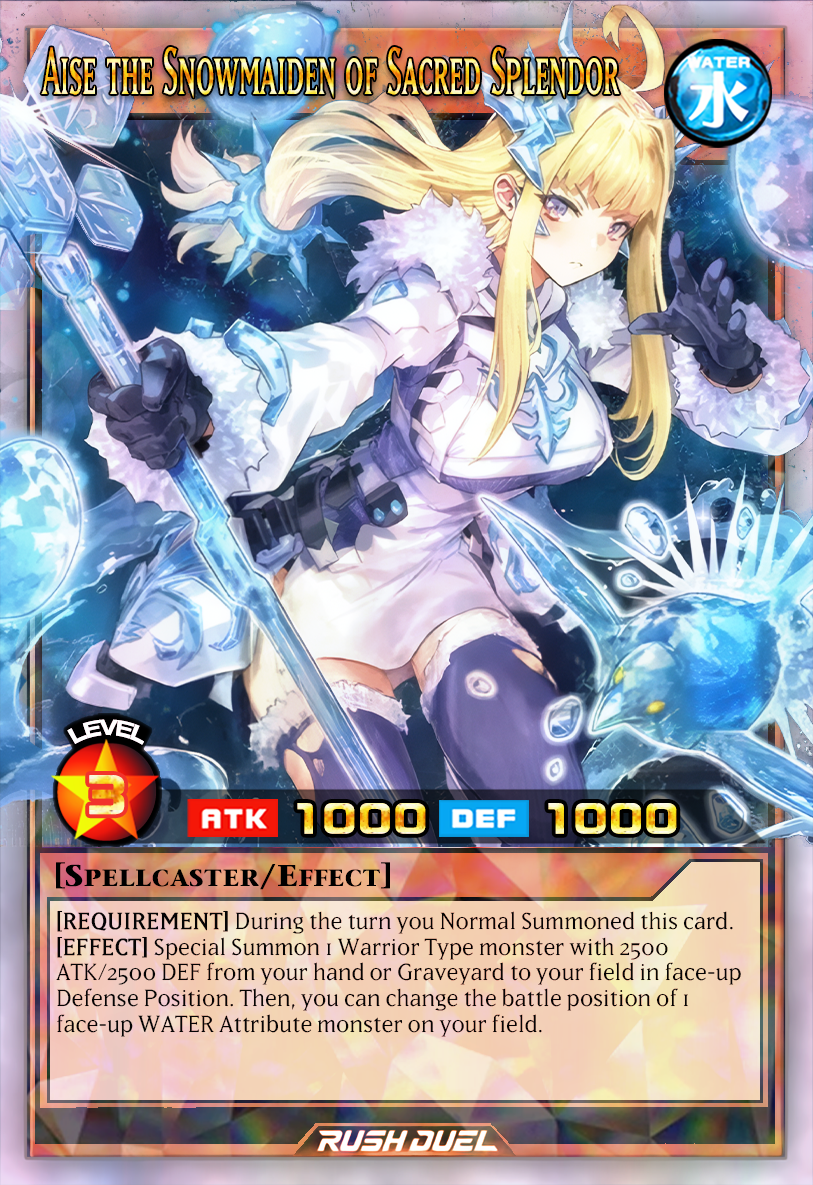 Aise the Snowmaiden of Sacred Splendor
WATER
水
LEVEL
3
ATK 1000 DEF 1000
[Spellcaster/Effect]
[REQUIREMENT] During the turn you Normal Summoned this card.
[EFFECT] Special Summon 1 Warrior Type monster with 2500
ATK/2500 DEF from your hand or Graveyard to your field in face-up
Defense Position. Then, you can change the battle position of 1
face-up WATER Attribute monster on your field.
RUSH DUEL